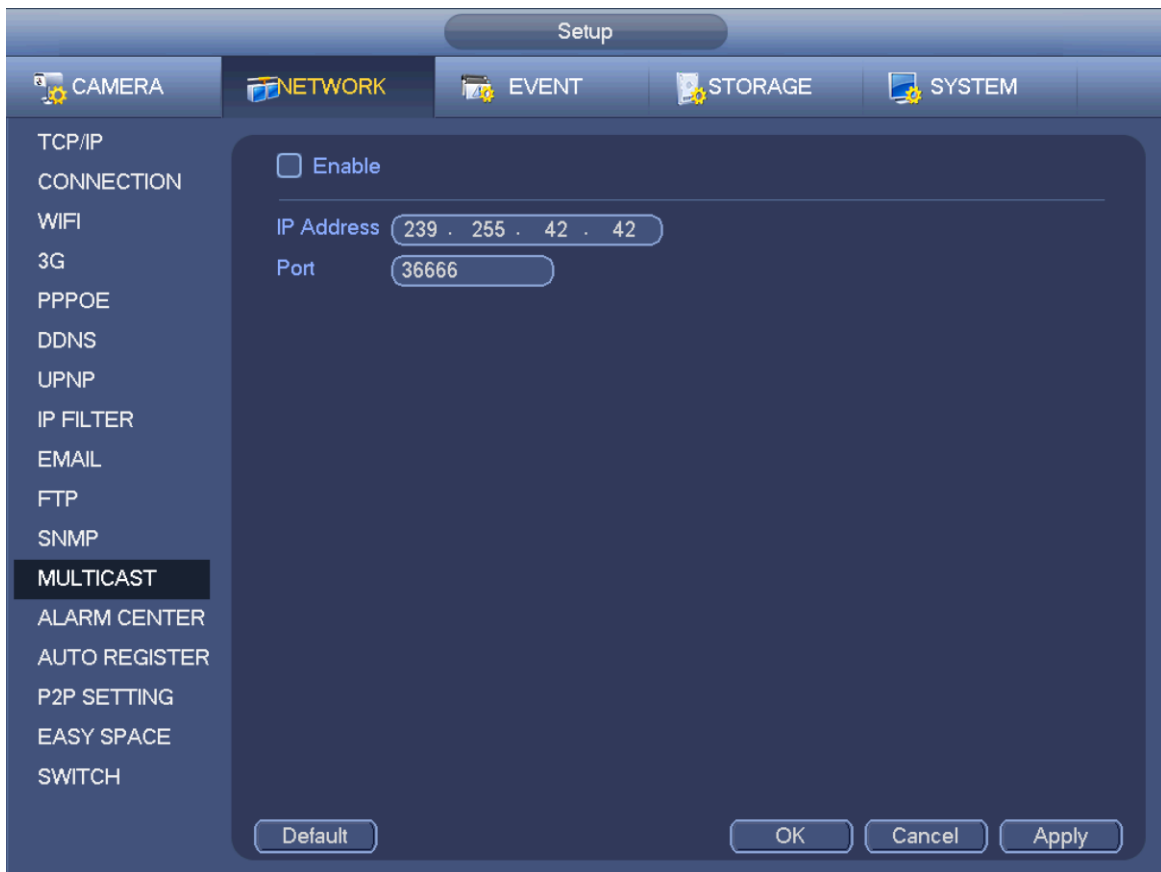 Setup
CAMERA NETWORK EVENT STORAGE SYSTEM
TCP/IP
CONNECTION
WIFI
3G
PPPOE
DDNS
UPNP
IP FILTER
EMAIL
FTP
SNMP
MULTICAST
ALARM CENTER
AUTO REGISTER
P2P SETTING
EASY SPACE
SWITCH
Enable
IP Address 239 . 255 . 42 . 42
Port 36666
Default OK Cancel Apply